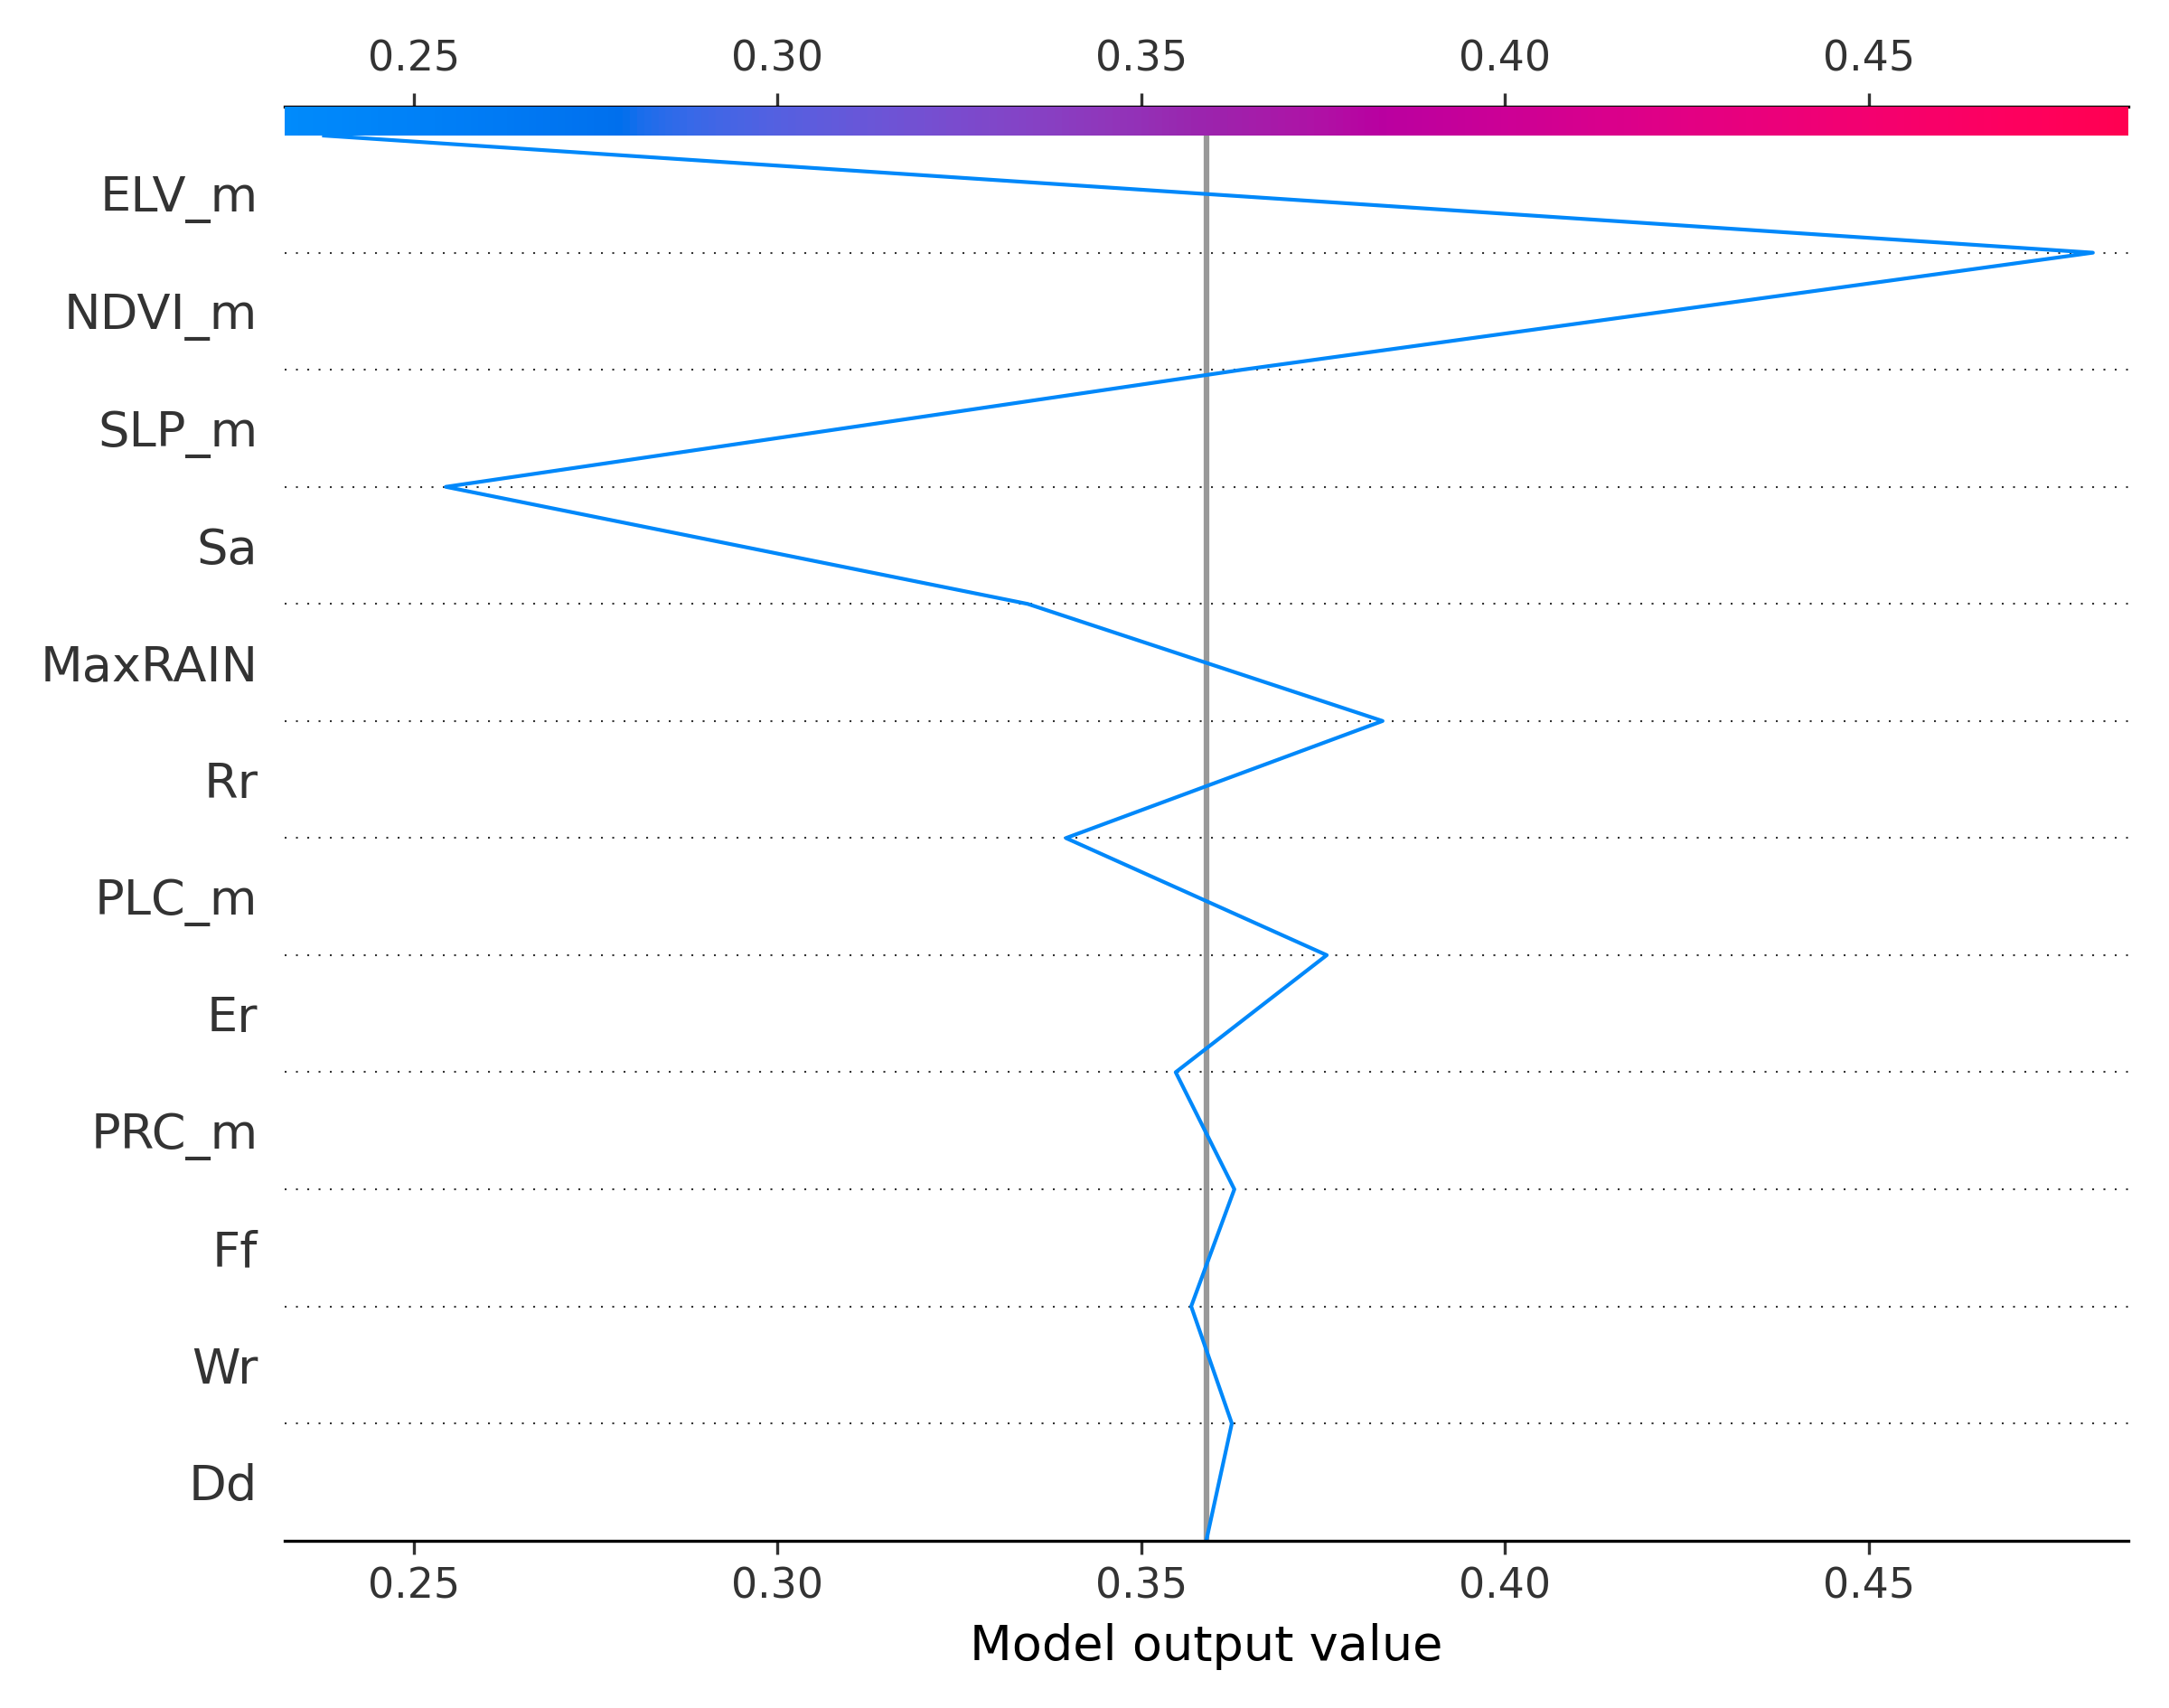 0.25 0.30 0.35 0.40 0.45
ELV_m
NDVI_m
SLP_m
Sa
MaxRAIN
Rr
PLC_m
Er
PRC_m
Ff
Wr
Dd
0.25 0.30 0.35 0.40 0.45
Model output value